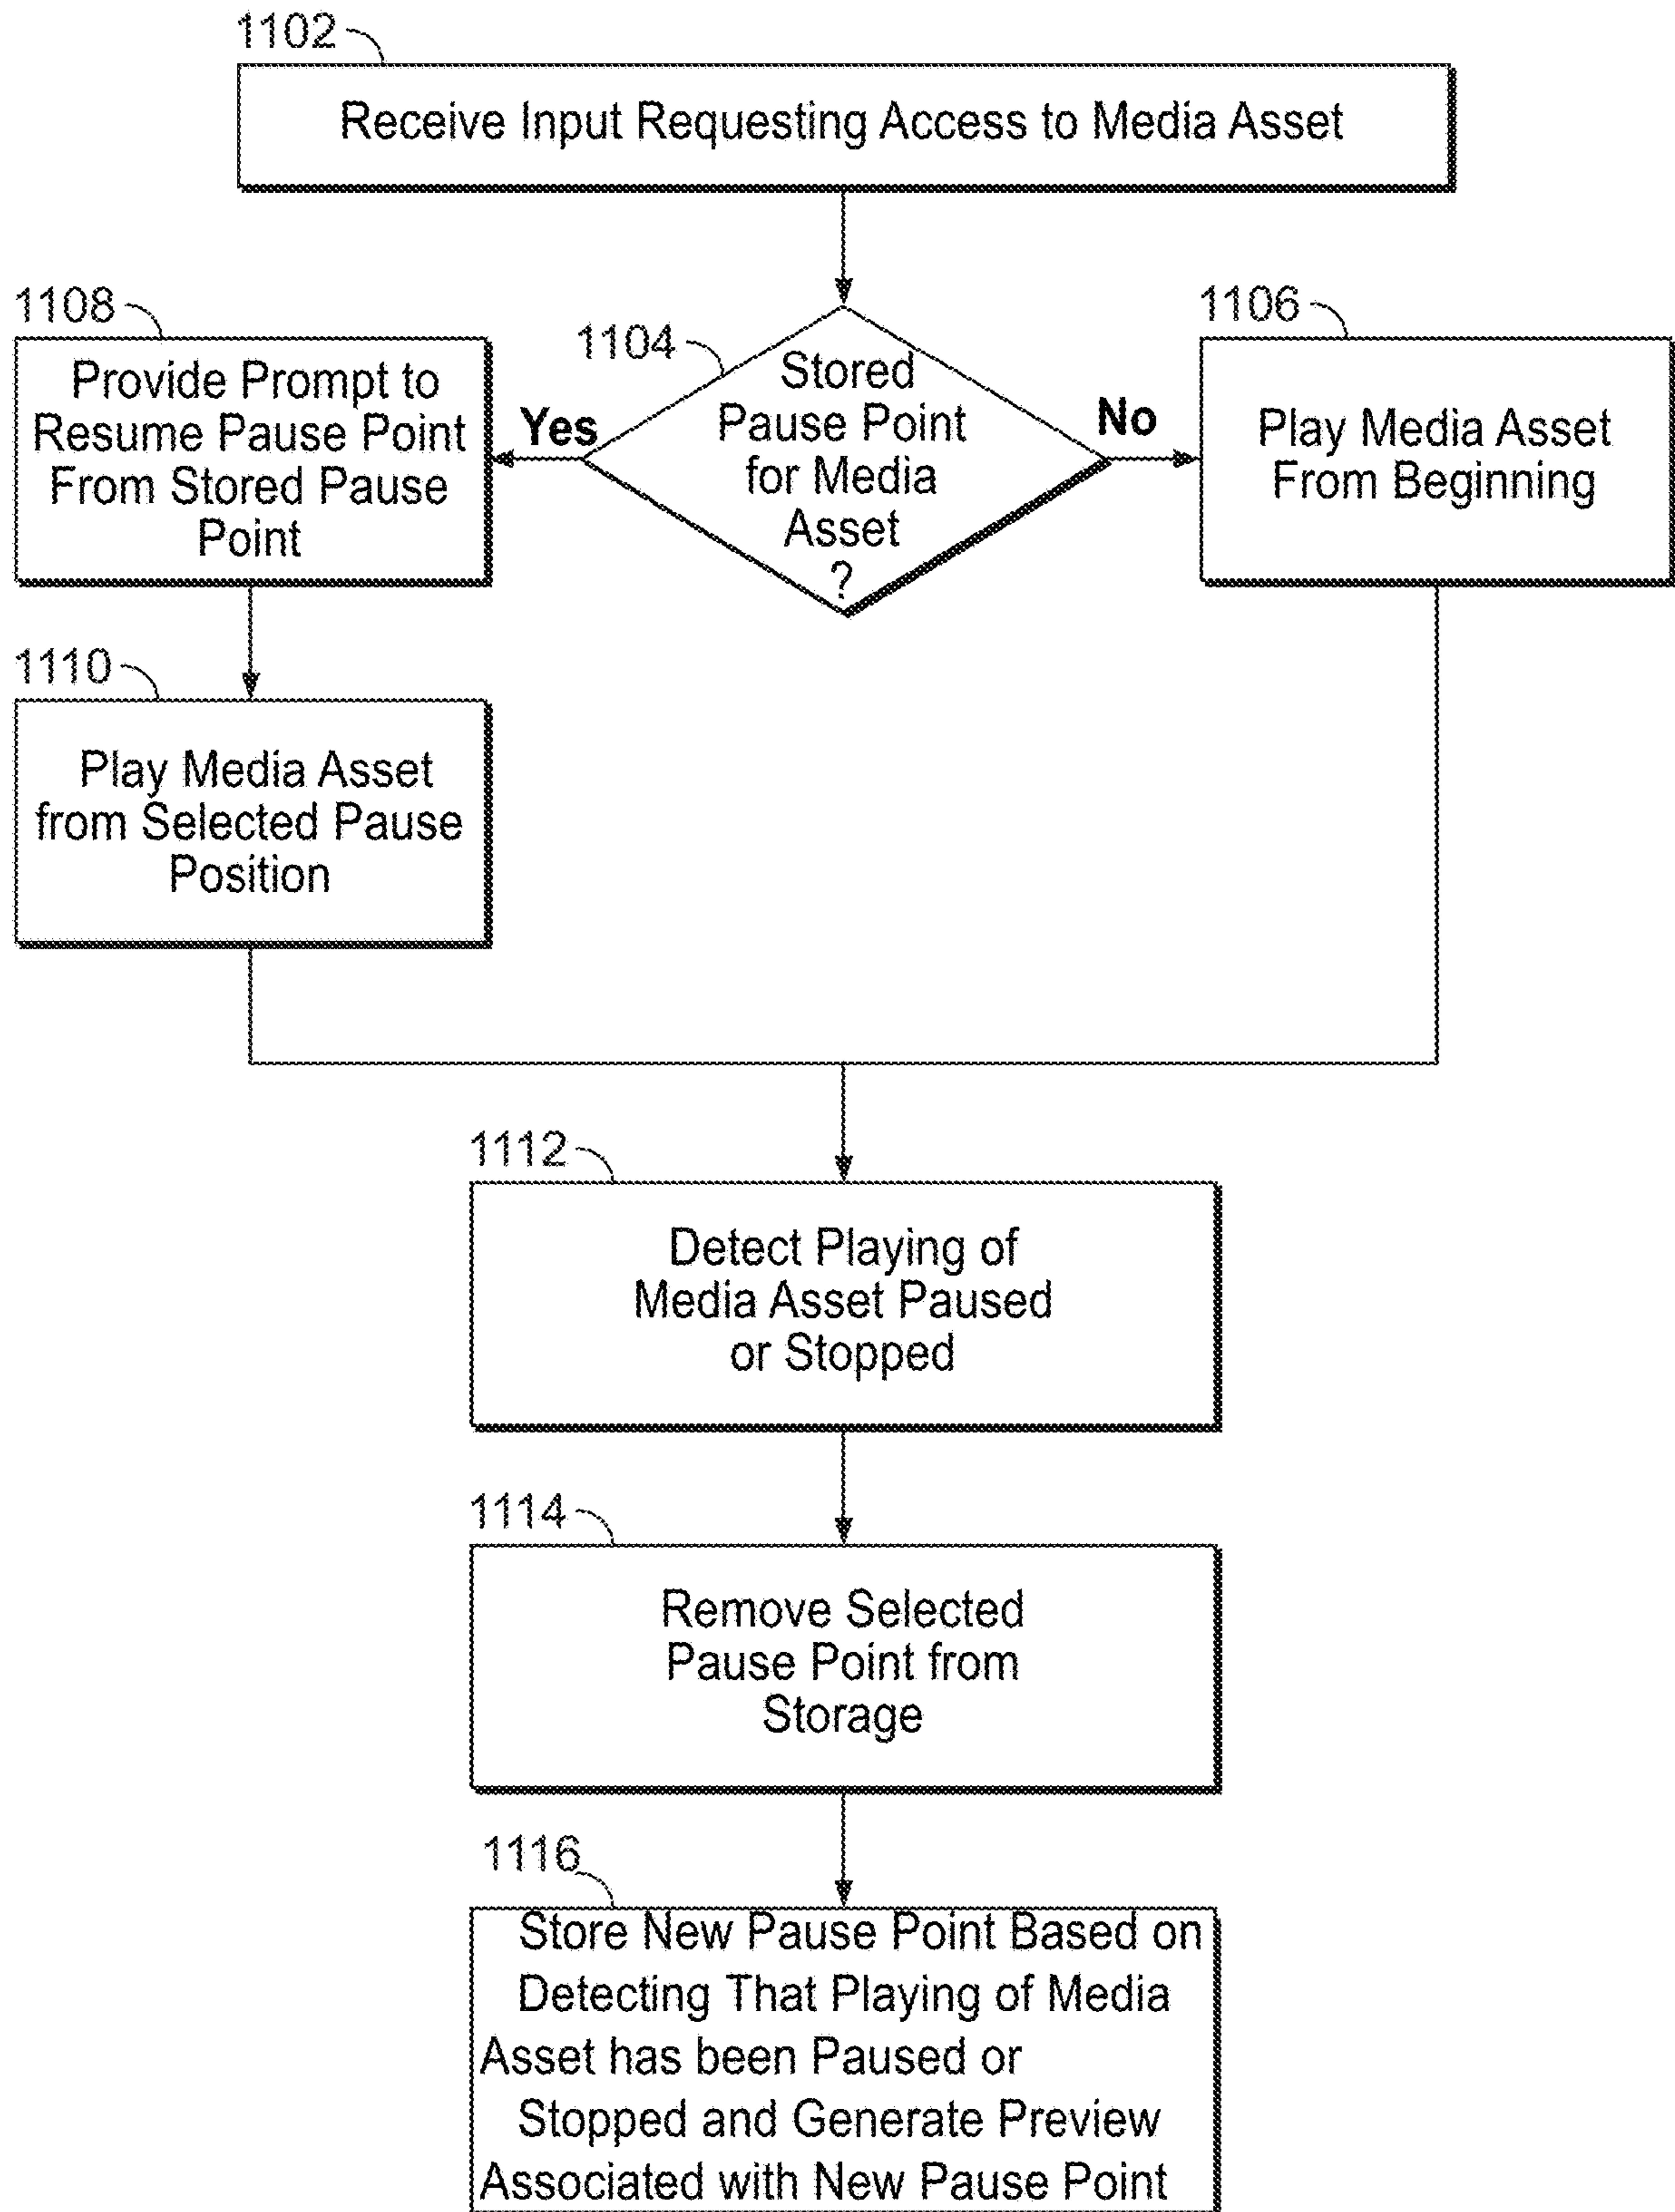 1102
Receive Input Requesting Access to Media Asset
1108
Provide Prompt to
Resume Pause Point
From Stored Pause
Point
Yes
1104
Stored
Pause Point
for Media
Asset
?
No
1106
Play Media Asset
From Beginning
1110
Play Media Asset
from Selected Pause
Position
1112
Detect Playing of
Media Asset Paused
or Stopped
1114
Remove Selected
Pause Point from
Storage
1116
Store New Pause Point Based on
Detecting That Playing of Media
Asset has been Paused or
Stopped and Generate Preview
Associated with New Pause Point